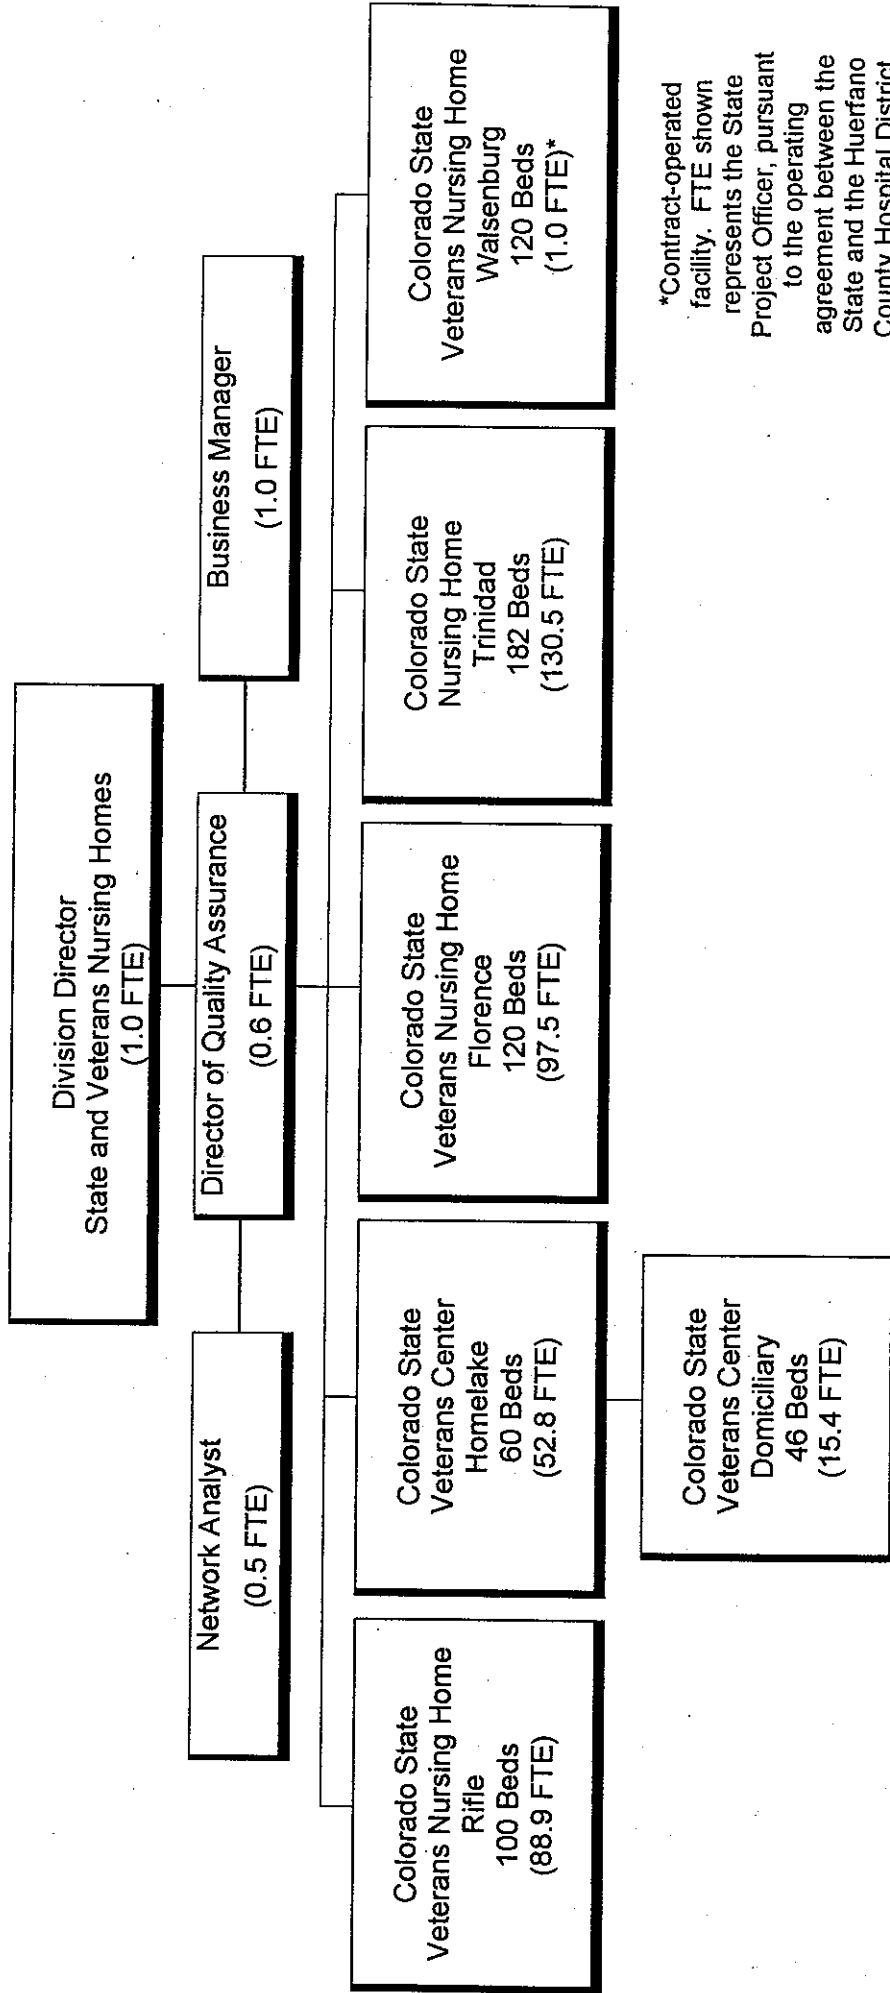 Division Director
State and Veterans Nursing Homes
(1.0 FTE)
Network Analyst
(0.5 FTE)
Director of Quality Assurance
(0.6 FTE)
Business Manager
(1.0 FTE)
Colorado State
Veterans Nursing Home
Rifle
100 Beds
(88.9 FTE)
Colorado State
Veterans Center
Homelake
60 Beds
(52.8 FTE)
Colorado State
Veterans Nursing Home
Florence
120 Beds
(97.5 FTE)
Colorado State
Nursing Home
Trinidad
182 Beds
(130.5 FTE)
Colorado State
Veterans Nursing Home
Walsenburg
120 Beds
(1.0 FTE)*
Colorado State
Veterans Center
Domiciliary
46 Beds
(15.4 FTE)
*Contract-operated
facility. FTE shown
represents the State
Project Officer, pursuant
to the operating
agreement between the
State and the Huerfano
County Hospital District